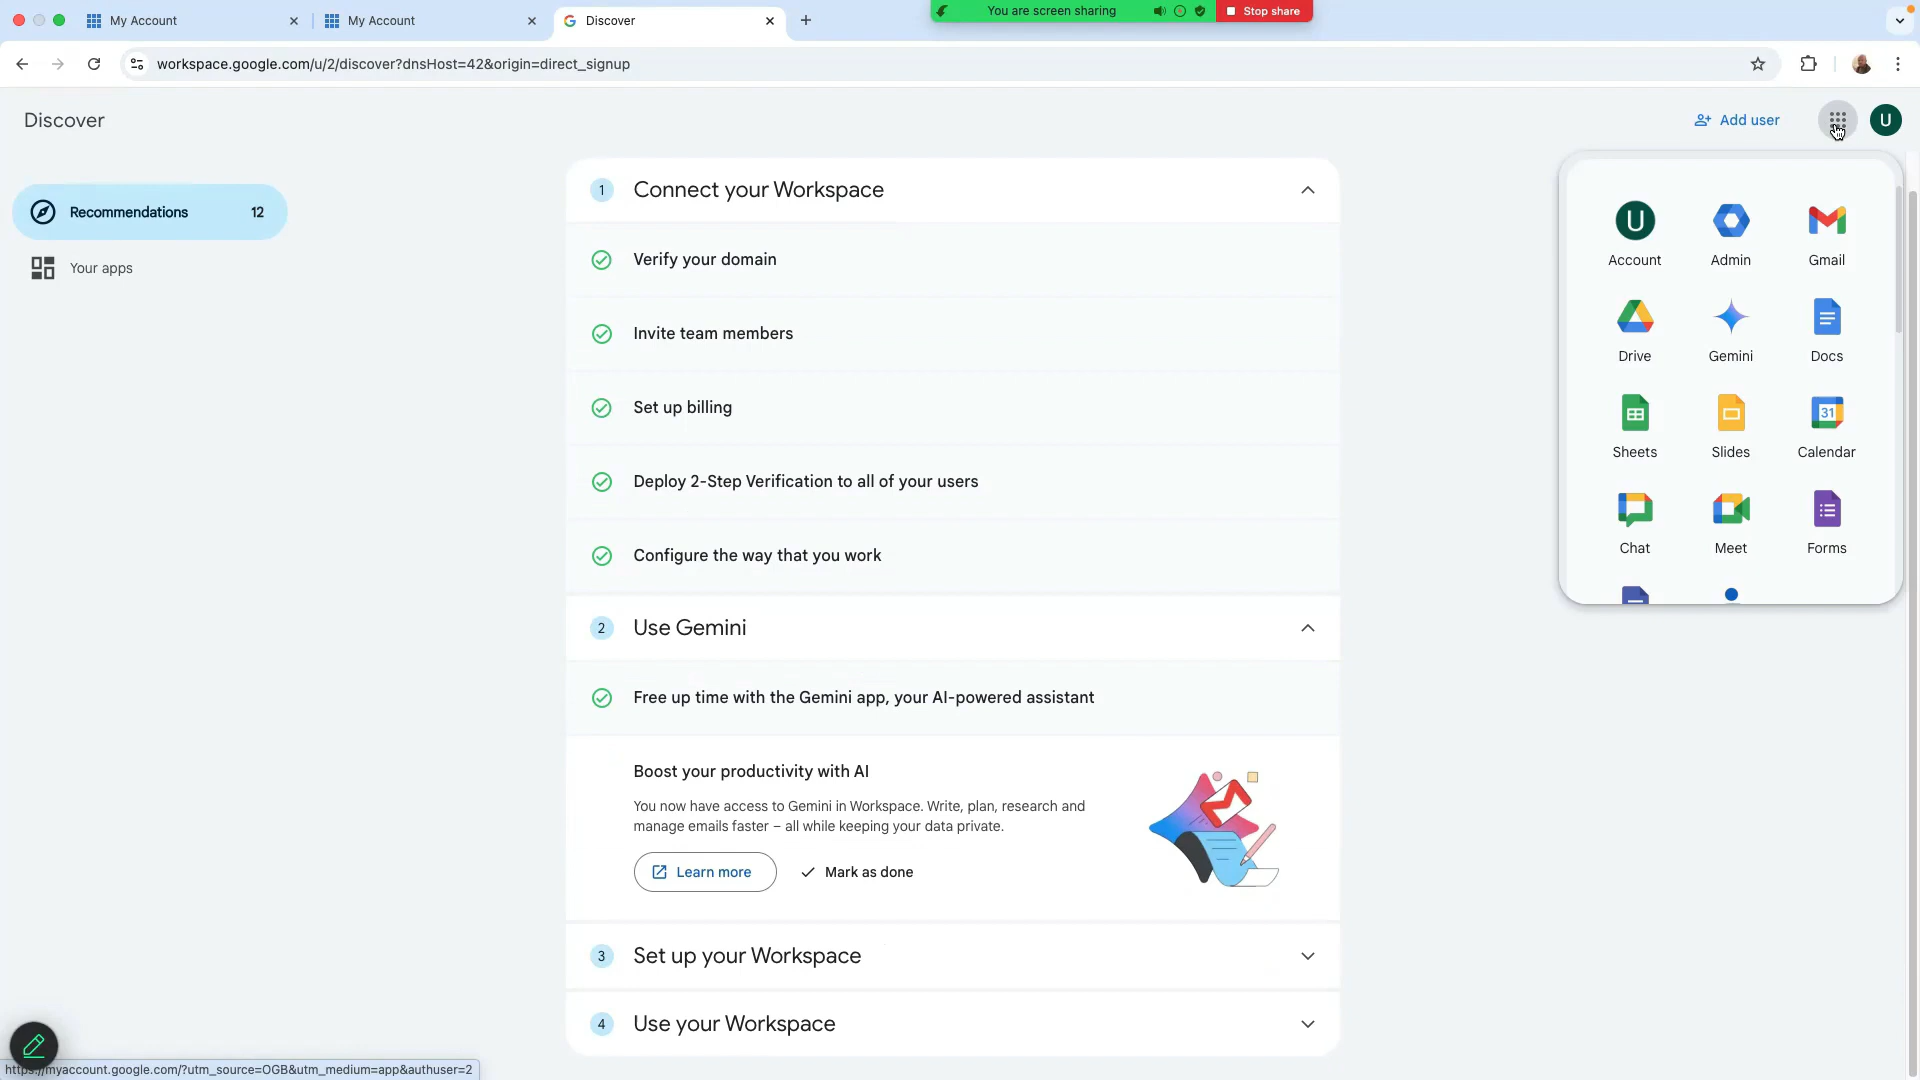 My Account
My Account
Discover
You are screen sharing
Stop share
workspace.google.com/u/2/discover?dnsHost=42&origin=direct_signup
Discover
Add user
U
Recommendations 12
Your apps
1 Connect your Workspace
Verify your domain
Invite team members
Set up billing
Deploy 2-Step Verification to all of your users
Configure the way that you work
2 Use Gemini
Free up time with the Gemini app, your AI-powered assistant
Boost your productivity with AI
You now have access to Gemini in Workspace. Write, plan, research and
manage emails faster – all while keeping your data private.
Learn more
Mark as done
3 Set up your Workspace
4 Use your Workspace
U
Account Admin Gmail
Drive Gemini Docs
31
Sheets Slides Calendar
Chat Meet Forms
https://myaccount.google.com/?utm_source=OGB&utm_medium=app&authuser=2